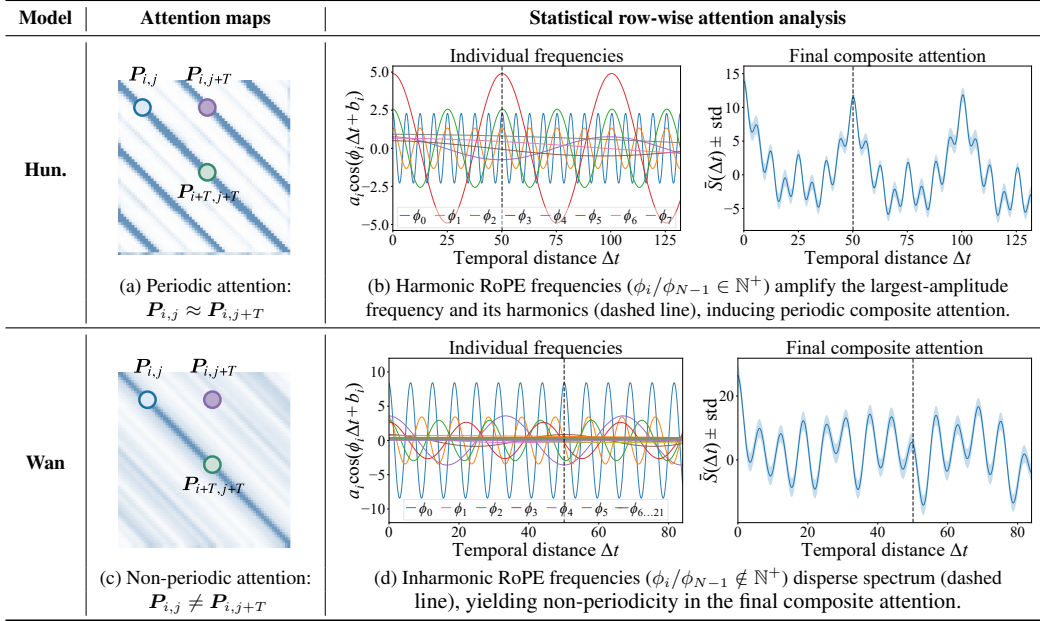 Model Attention maps Statistical row-wise attention analysis
Hun.
P_{i,j} P_{i,j+T}
P_{i+T,j+T}
(a) Periodic attention:
P_{i,j} ≈ P_{i,j+T}
Individual frequencies
a_i cos(ϕ_i Δt + b_i)
5.0
2.5
0.0
−2.5
−5.0
ϕ_0 ϕ_1 ϕ_2 ϕ_3 ϕ_4 ϕ_5 ϕ_6 ϕ_7
0 25 50 75 100 125
Temporal distance Δt
Final composite attention
S̄(Δt) ± std
15
10
5
0
−5
0 25 50 75 100 125
Temporal distance Δt
(b) Harmonic RoPE frequencies (ϕ_i/ϕ_{N−1} ∈ ℕ⁺) amplify the largest-amplitude
frequency and its harmonics (dashed line), inducing periodic composite attention.
Wan
P_{i,j} P_{i,j+T}
P_{i+T,j+T}
(c) Non-periodic attention:
P_{i,j} ≠ P_{i,j+T}
Individual frequencies
a_i cos(ϕ_i Δt + b_i)
10
5
0
−5
−10
ϕ_0 ϕ_1 ϕ_2 ϕ_3 ϕ_4 ϕ_5 ϕ_{6...21}
0 20 40 60 80
Temporal distance Δt
Final composite attention
S̄(Δt) ± std
20
0
0 20 40 60 80
Temporal distance Δt
(d) Inharmonic RoPE frequencies (ϕ_i/ϕ_{N−1} ∉ ℕ⁺) disperse spectrum (dashed
line), yielding non-periodicity in the final composite attention.